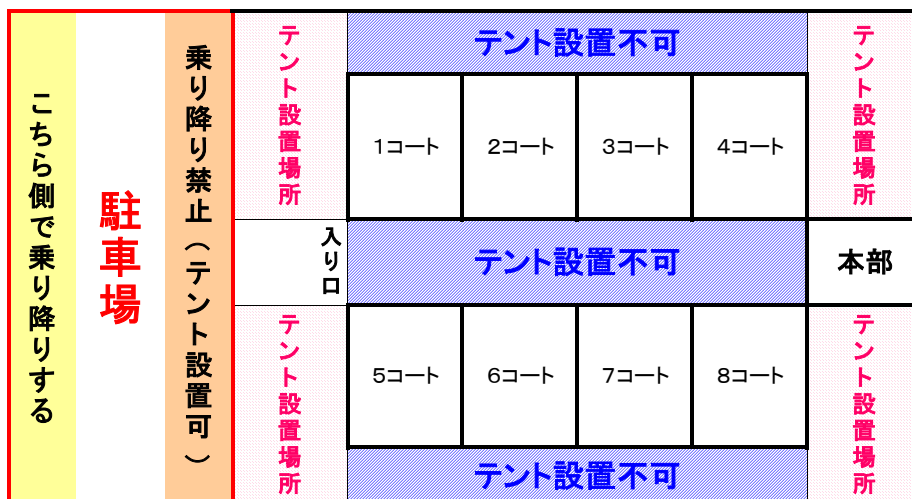 こちら側で乗り降りする
駐車場
乗り降り禁止（テント設置可）
テント設置場所
テント設置不可
テント設置場所
1コート
2コート
3コート
4コート
入り口
テント設置不可
本部
テント設置場所
5コート
6コート
7コート
8コート
テント設置場所
テント設置不可